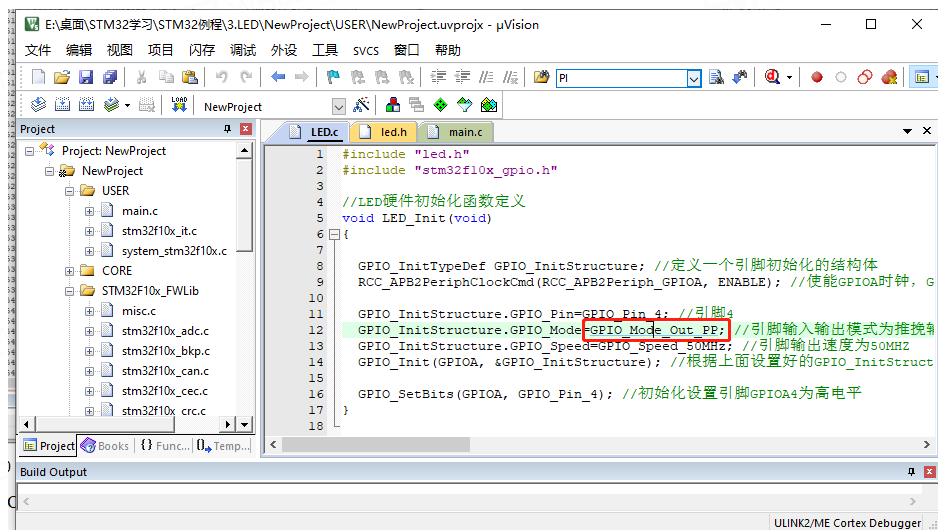 E:\桌面\STM32学习\STM32例程\3.LED\NewProject\USER\NewProject.uvprojx - µVision
文件 编辑 视图 项目 闪存 调试 外设 工具 SVCS 窗口 帮助
PI
LOAD NewProject
Project
LED.c led.h main.c
Project: NewProject
NewProject
USER
main.c
stm32f10x_it.c
system_stm32f10x.c
CORE
STM32F10x_FWLib
misc.c
stm32f10x_adc.c
stm32f10x_bkp.c
stm32f10x_can.c
stm32f10x_cec.c
stm32f10x_crc.c
1 #include "led.h"
2 #include "stm32f10x_gpio.h"
3
4 //LED硬件初始化函数定义
5 void LED_Init(void)
6 {
7
8 GPIO_InitTypeDef GPIO_InitStructure; //定义一个引脚初始化的结构体
9 RCC_APB2PeriphClockCmd(RCC_APB2Periph_GPIOA, ENABLE); //使能GPIOA时钟, G
10
11 GPIO_InitStructure.GPIO_Pin=GPIO_Pin_4; //引脚4
12 GPIO_InitStructure.GPIO_Mode=GPIO_Mode_Out_PP; //引脚输入输出模式为推挽输
13 GPIO_InitStructure.GPIO_Speed=GPIO_Speed_50MHz; //引脚输出速度为50MHZ
14 GPIO_Init(GPIOA, &GPIO_InitStructure); //根据上面设置好的GPIO_InitStruct
15
16 GPIO_SetBits(GPIOA, GPIO_Pin_4); //初始化设置引脚GPIOA4为高电平
17 }
18
Project Books {} Func... Temp...
Build Output
ULINK2/ME Cortex Debugger